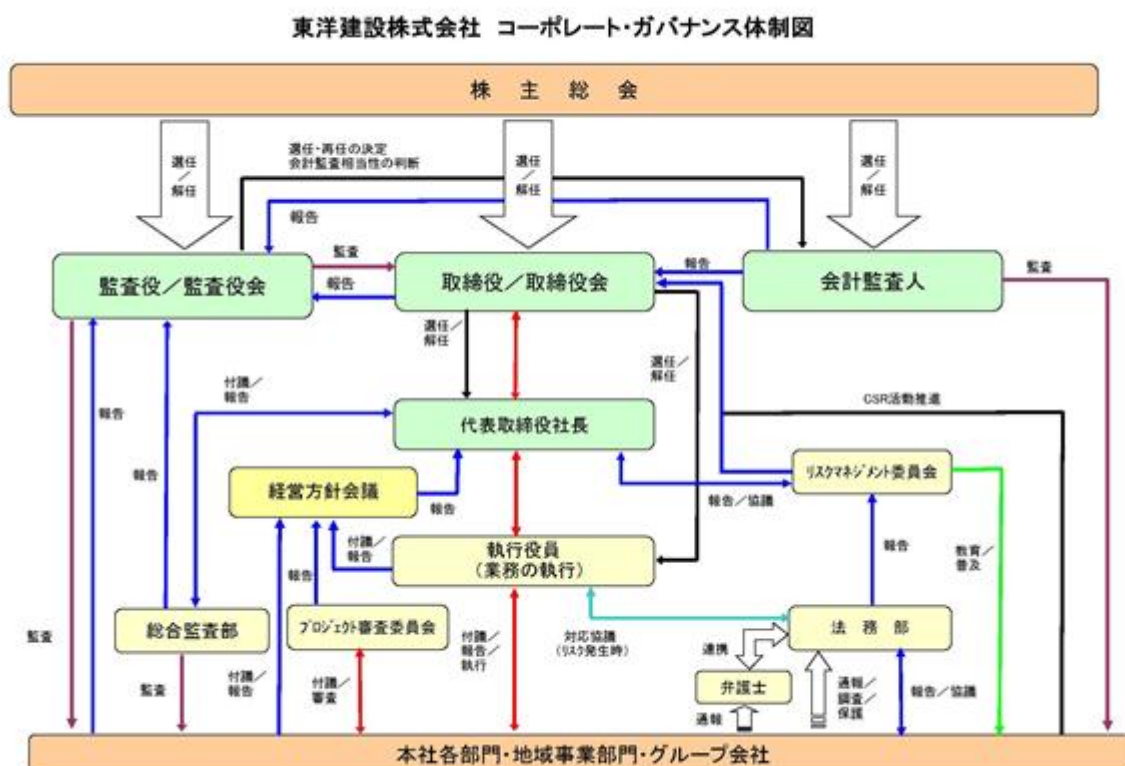 東洋建設株式会社 コーポレート・ガバナンス体制図
株 主 総 会
選任
／
解任
選任・再任の決定
会計監査相当性の判断
選任
／
解任
選任
／
解任
報告
監査役／監査役会
監査
報告
取締役／取締役会
報告
会計監査人
監査
選任／
解任
選任／
解任
付議／
報告
CSR活動推進
報告
代表取締役社長
報告
経営方針会議
報告
報告／協議
リスクマネジメント委員会
付議／
報告
執行役員
（業務の執行）
報告
教育／
普及
報告
総合監査部
プロジェクト審査委員会
法 務 部
監査
監査
付議／
報告
付議／
審査
付議／
報告／
執行
対応協議
（リスク発生時）
連携
弁護士
通報
通報／
調査／
保護
報告／協議
本社各部門・地域事業部門・グループ会社